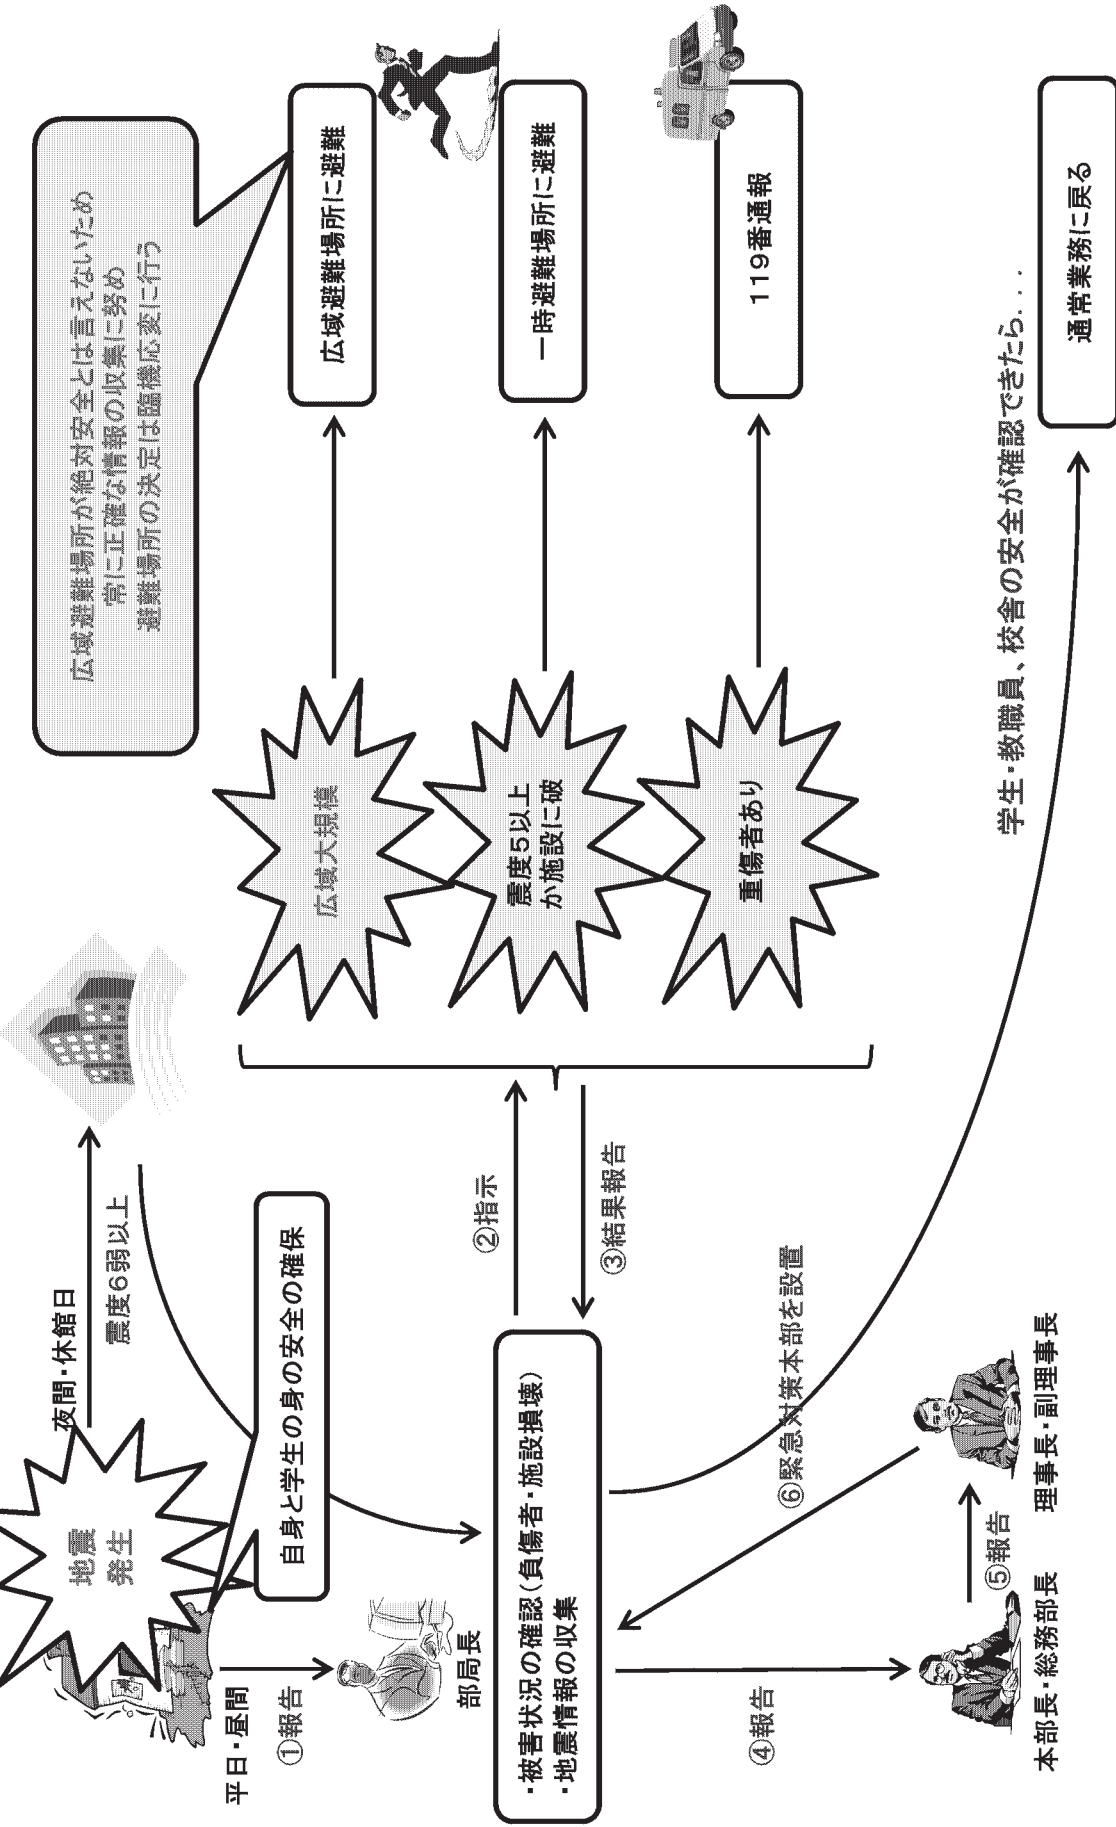 地震
発生
夜間・休館日
震度6弱以上
自身と学生の身の安全の確保
平日・昼間
①報告
部局長
・被害状況の確認（負傷者・施設損壊）
・地震情報の収集
②指示
③結果報告
④報告
本部長・総務部長
⑤報告
理事長・副理事長
⑥緊急対策本部を設置
広域大規模
震度5以上
か施設に破
重傷者あり
広域避難場所が絶対安全とは言えないため
常に正確な情報の収集に努め
避難場所の決定は臨機応変に行う
広域避難場所に避難
一時避難場所に避難
119番通報
学生・教職員、校舎の安全が確認できたら...
通常業務に戻る